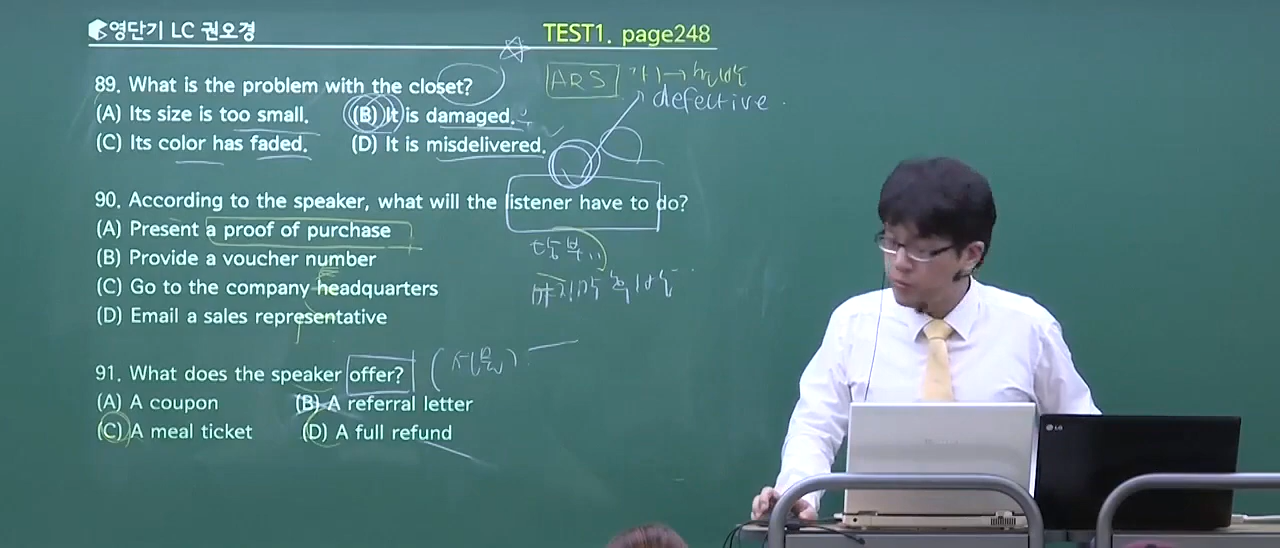 영단기 LC 권오경
TEST1. page248
ARS
defective
89. What is the problem with the closet?
(A) Its size is too small. (B) It is damaged.
(C) Its color has faded. (D) It is misdelivered.
90. According to the speaker, what will the listener have to do?
(A) Present a proof of purchase
(B) Provide a voucher number
(C) Go to the company headquarters
(D) Email a sales representative
91. What does the speaker offer?
(A) A coupon (B) A referral letter
(C) A meal ticket (D) A full refund
LG